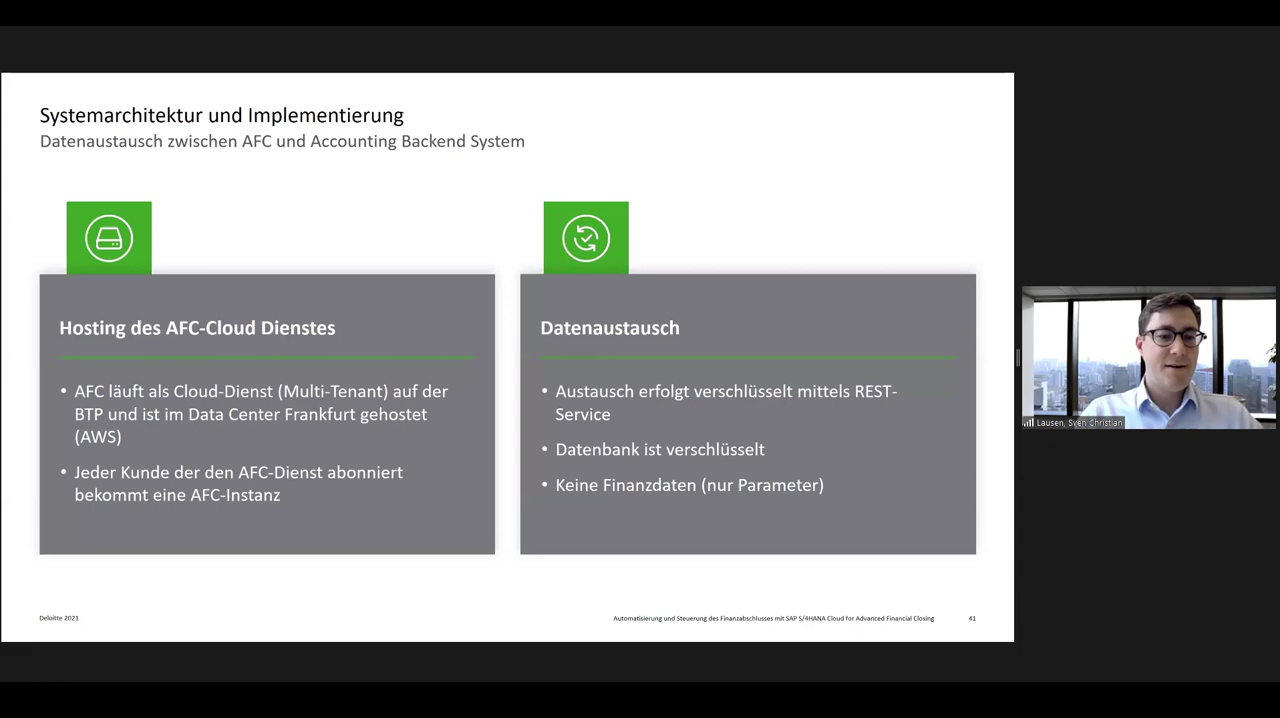 Systemarchitektur und Implementierung
Datenaustausch zwischen AFC und Accounting Backend System
Hosting des AFC-Cloud Dienstes
• AFC läuft als Cloud-Dienst (Multi-Tenant) auf der
BTP und ist im Data Center Frankfurt gehostet
(AWS)
• Jeder Kunde der den AFC-Dienst abonniert
bekommt eine AFC-Instanz
Datenaustausch
• Austausch erfolgt verschlüsselt mittels REST-
Service
• Datenbank ist verschlüsselt
• Keine Finanzdaten (nur Parameter)
Lausen, Sven Christian
Deloitte 2021
Automatisierung und Steuerung des Finanzabschlusses mit SAP S/4HANA Cloud for Advanced Financial Closing
41